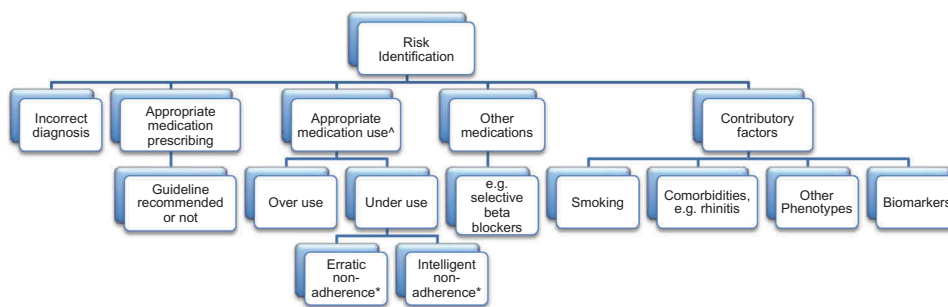 Risk
Identification
Incorrect
diagnosis
Appropriate
medication
prescribing
Appropriate
medication use^
Other
medications
Contributory
factors
Guideline
recommended
or not
Over use
Under use
e.g.
selective
beta
blockers
Smoking
Comorbidities,
e.g. rhinitis
Other
Phenotypes
Biomarkers
Erratic
non-
adherence*
Intelligent
non-
adherence*